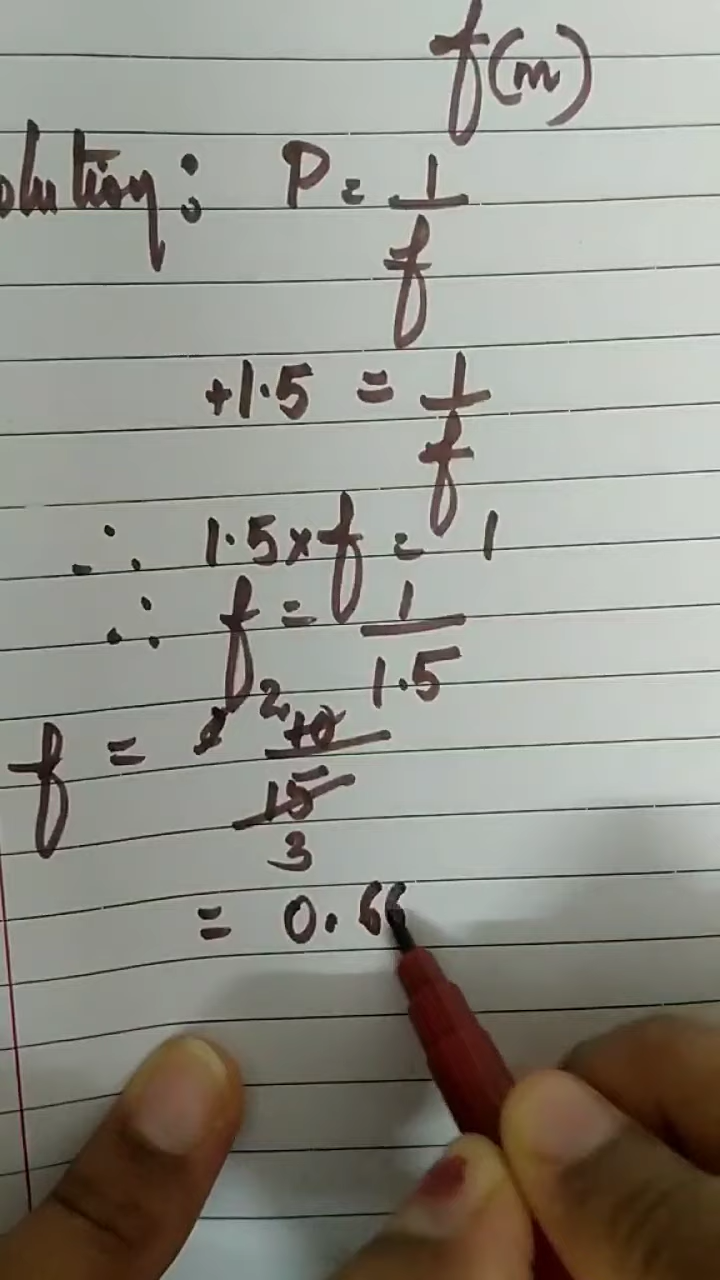 f(m)
olution: P = 1/f
+1.5 = 1/f
∴ 1.5×f = 1
∴ f = 1/1.5
2
f = 10/15
3
= 0.66